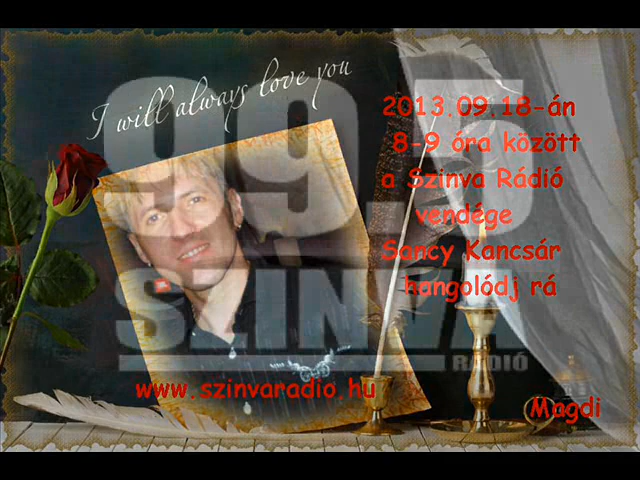 I will always love you
99.5
SZINVA
RÁDIÓ
2013.09.18-án
8-9 óra között
a Szinva Rádió
vendége
Sancy Kancsár
hangolódj rá
www.szinvaradio.hu
Magdi